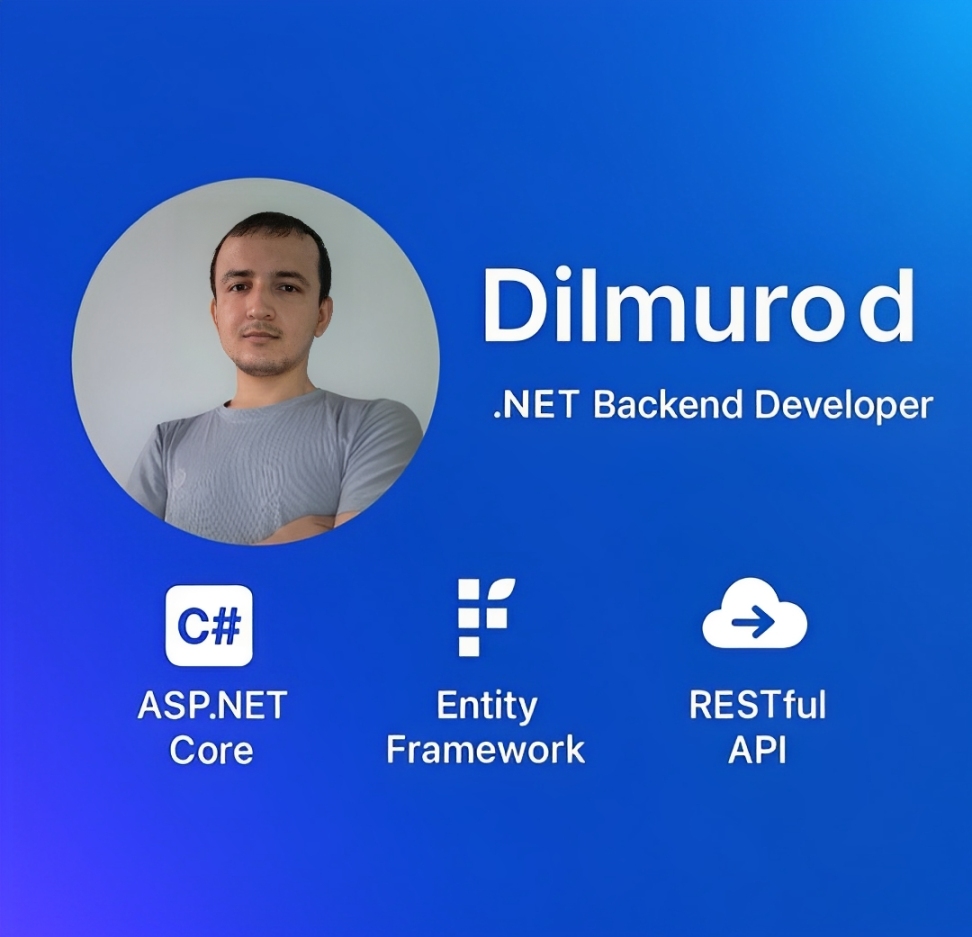 Dilmurod
.NET Backend Developer
C#
ASP.NET
Core
Entity
Framework
RESTful
API